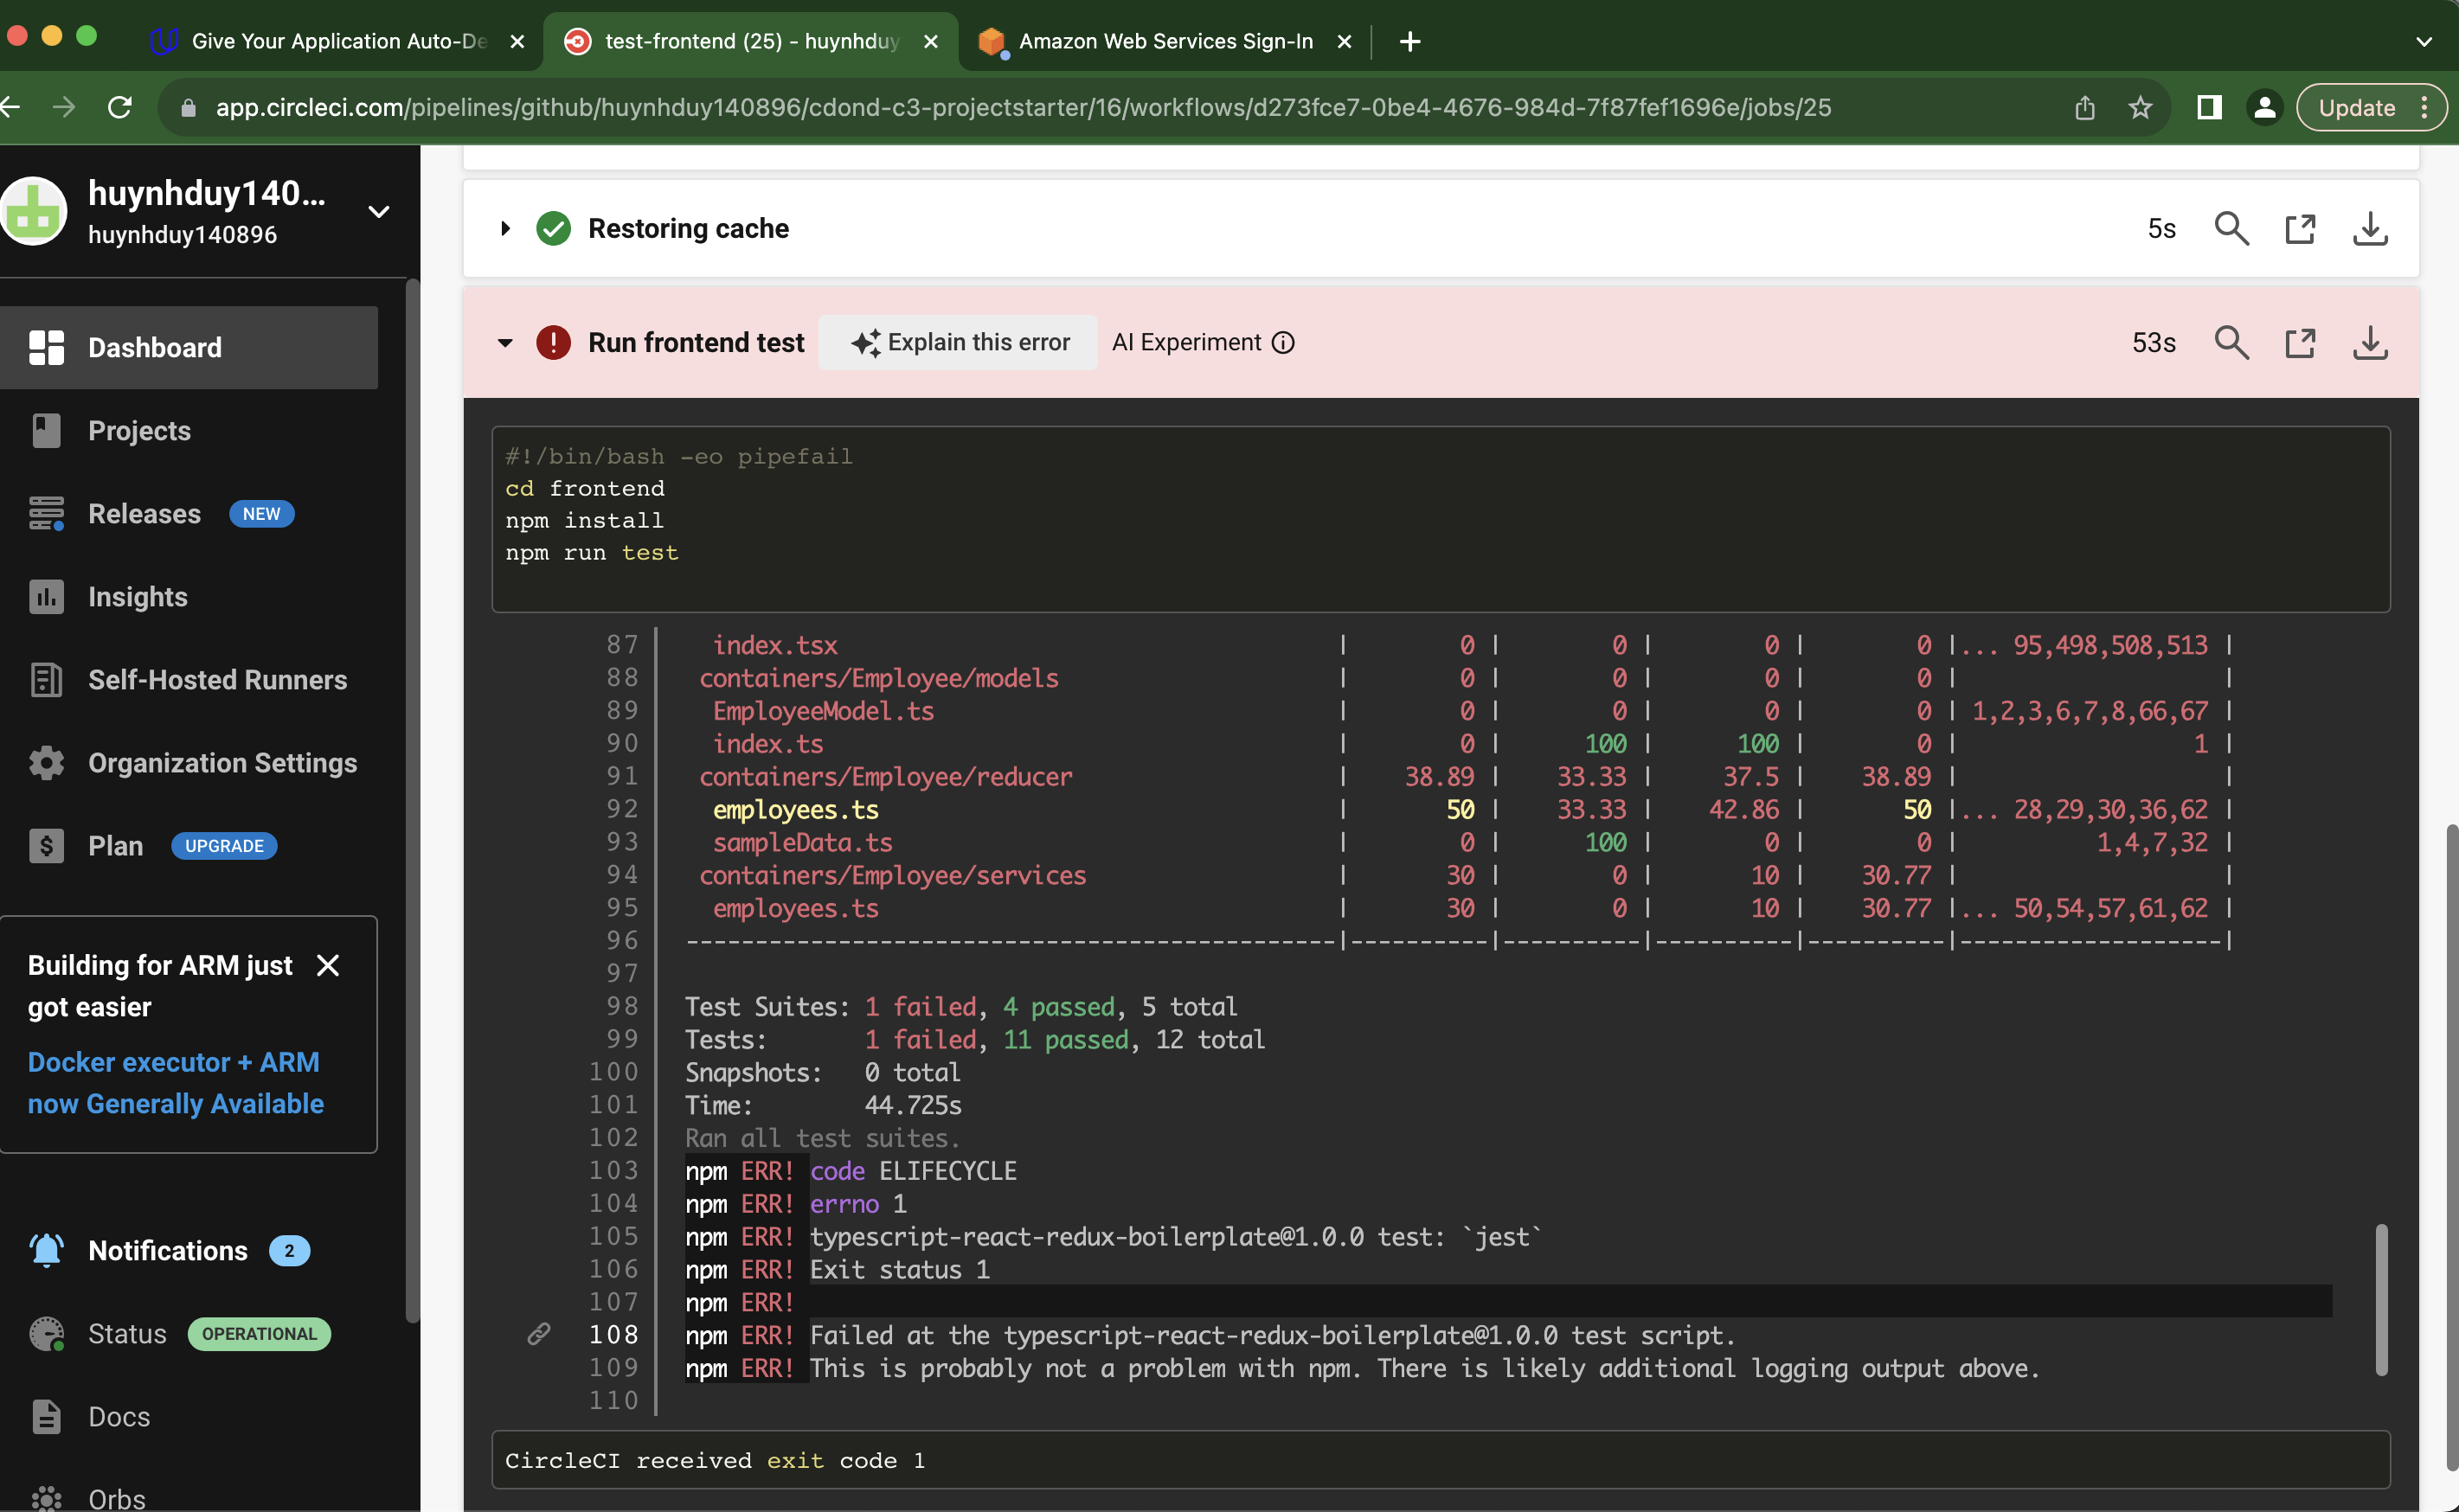 Give Your Application Auto-De
test-frontend (25) - huynhduy
Amazon Web Services Sign-In
app.circleci.com/pipelines/github/huynhduy140896/cdond-c3-projectstarter/16/workflows/d273fce7-0be4-4676-984d-7f87fef1696e/jobs/25
Update
huynhduy140...
huynhduy140896
Dashboard
Projects
Releases NEW
Insights
Self-Hosted Runners
Organization Settings
Plan UPGRADE
Building for ARM just
got easier
Docker executor + ARM
now Generally Available
Notifications 2
Status OPERATIONAL
Docs
Orbs
Restoring cache 5s
Run frontend test Explain this error AI Experiment 53s
#!/bin/bash -eo pipefail
cd frontend
npm install
npm run test
87 index.tsx | 0 | 0 | 0 | 0 |... 95,498,508,513 |
88 containers/Employee/models | 0 | 0 | 0 | 0 | |
89 EmployeeModel.ts | 0 | 0 | 0 | 0 | 1,2,3,6,7,8,66,67 |
90 index.ts | 0 | 100 | 100 | 0 | 1 |
91 containers/Employee/reducer | 38.89 | 33.33 | 37.5 | 38.89 | |
92 employees.ts | 50 | 33.33 | 42.86 | 50 |... 28,29,30,36,62 |
93 sampleData.ts | 0 | 100 | 0 | 0 | 1,4,7,32 |
94 containers/Employee/services | 30 | 0 | 10 | 30.77 | |
95 employees.ts | 30 | 0 | 10 | 30.77 |... 50,54,57,61,62 |
96 -----------------------------------------------|----------|----------|----------|----------|-------------------|
97
98 Test Suites: 1 failed, 4 passed, 5 total
99 Tests: 1 failed, 11 passed, 12 total
100 Snapshots: 0 total
101 Time: 44.725s
102 Ran all test suites.
103 npm ERR! code ELIFECYCLE
104 npm ERR! errno 1
105 npm ERR! typescript-react-redux-boilerplate@1.0.0 test: `jest`
106 npm ERR! Exit status 1
107 npm ERR!
108 npm ERR! Failed at the typescript-react-redux-boilerplate@1.0.0 test script.
109 npm ERR! This is probably not a problem with npm. There is likely additional logging output above.
110
CircleCI received exit code 1